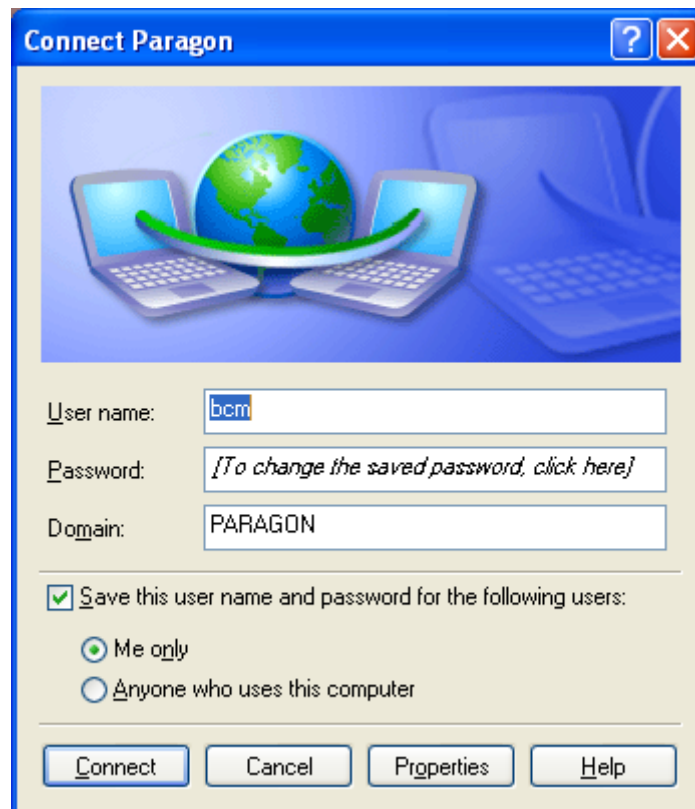 Connect Paragon
User name: bcm
Password: [To change the saved password, click here]
Domain: PARAGON
Save this user name and password for the following users:
Me only
Anyone who uses this computer
Connect Cancel Properties Help